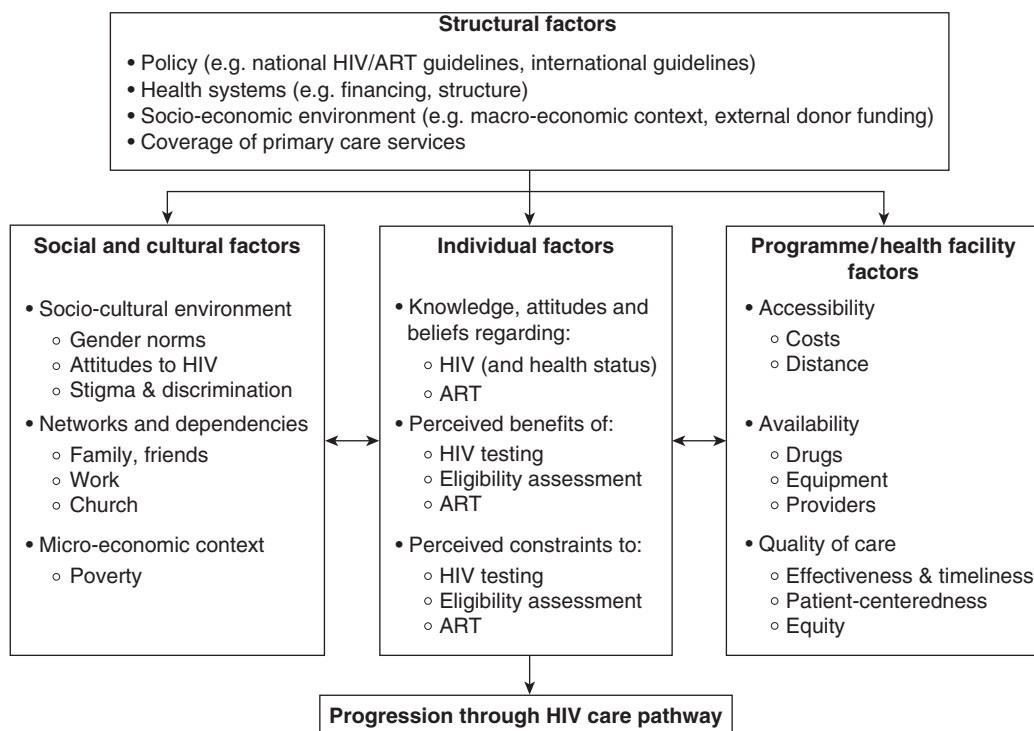 Structural factors
• Policy (e.g. national HIV/ART guidelines, international guidelines)
• Health systems (e.g. financing, structure)
• Socio-economic environment (e.g. macro-economic context, external donor funding)
• Coverage of primary care services
Social and cultural factors
• Socio-cultural environment
○ Gender norms
○ Attitudes to HIV
○ Stigma & discrimination
• Networks and dependencies
○ Family, friends
○ Work
○ Church
• Micro-economic context
○ Poverty
Individual factors
• Knowledge, attitudes and
beliefs regarding:
○ HIV (and health status)
○ ART
• Perceived benefits of:
○ HIV testing
○ Eligibility assessment
○ ART
• Perceived constraints to:
○ HIV testing
○ Eligibility assessment
○ ART
Programme/health facility
factors
• Accessibility
○ Costs
○ Distance
• Availability
○ Drugs
○ Equipment
○ Providers
• Quality of care
○ Effectiveness & timeliness
○ Patient-centeredness
○ Equity
Progression through HIV care pathway